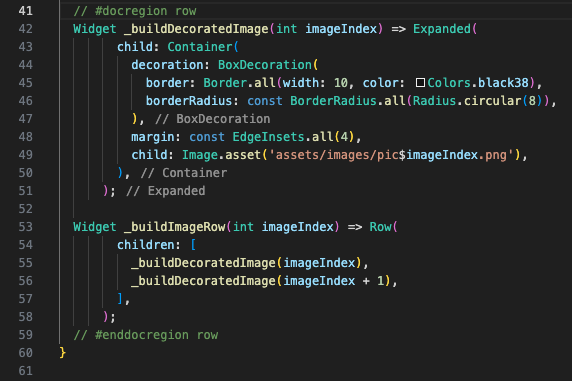 41 // #docregion row
42 Widget _buildDecoratedImage(int imageIndex) => Expanded(
43 child: Container(
44 decoration: BoxDecoration(
45 border: Border.all(width: 10, color: Colors.black38),
46 borderRadius: const BorderRadius.all(Radius.circular(8)),
47 ), // BoxDecoration
48 margin: const EdgeInsets.all(4),
49 child: Image.asset('assets/images/pic$imageIndex.png'),
50 ), // Container
51 ); // Expanded
52
53 Widget _buildImageRow(int imageIndex) => Row(
54 children: [
55 _buildDecoratedImage(imageIndex),
56 _buildDecoratedImage(imageIndex + 1),
57 ],
58 );
59 // #enddocregion row
60 }
61